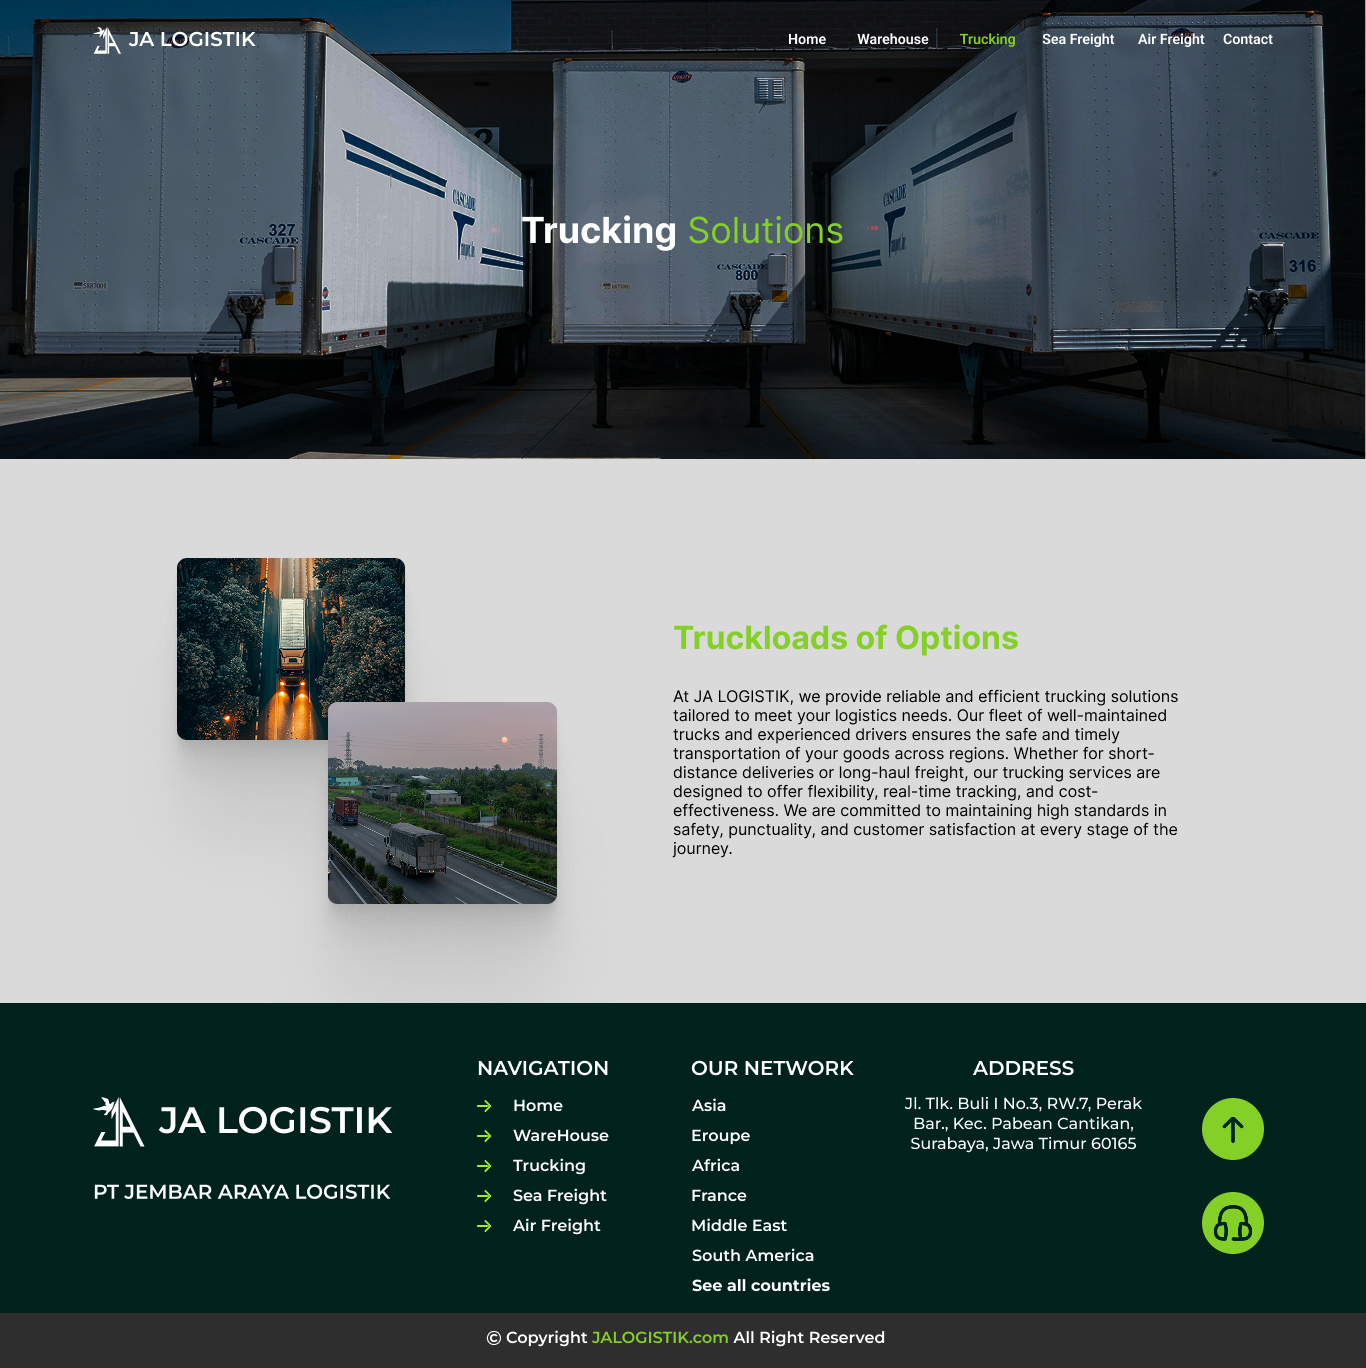 JA LOGISTIK
Home Warehouse Trucking Sea Freight Air Freight Contact
UTILITY
CASCADE
CASCADE
Trucking Solutions
327
CASCADE
CASCADE
800
CASCADE
316
Truckloads of Options
At JA LOGISTIK, we provide reliable and efficient trucking solutions
tailored to meet your logistics needs. Our fleet of well-maintained
trucks and experienced drivers ensures the safe and timely
transportation of your goods across regions. Whether for short-
distance deliveries or long-haul freight, our trucking services are
designed to offer flexibility, real-time tracking, and cost-
effectiveness. We are committed to maintaining high standards in
safety, punctuality, and customer satisfaction at every stage of the
journey.
JA LOGISTIK
PT JEMBAR ARAYA LOGISTIK
NAVIGATION
Home
WareHouse
Trucking
Sea Freight
Air Freight
OUR NETWORK
Asia
Eroupe
Africa
France
Middle East
South America
See all countries
ADDRESS
Jl. Tlk. Buli I No.3, RW.7, Perak
Bar., Kec. Pabean Cantikan,
Surabaya, Jawa Timur 60165
© Copyright JALOGISTIK.com All Right Reserved